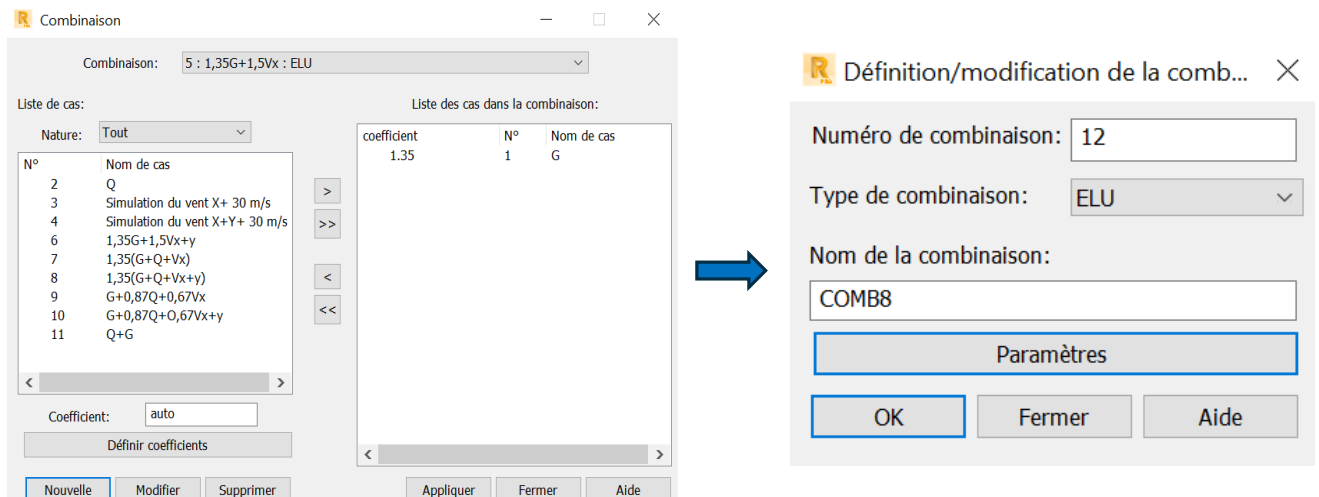 Combinaison
Combinaison: 5 : 1,35G+1,5Vx : ELU
Liste de cas:
Nature: Tout
N° Nom de cas
2 Q
3 Simulation du vent X+ 30 m/s
4 Simulation du vent X+Y+ 30 m/s
6 1,35G+1,5Vx+y
7 1,35(G+Q+Vx)
8 1,35(G+Q+Vx+y)
9 G+0,87Q+0,67Vx
10 G+0,87Q+O,67Vx+y
11 Q+G
Coefficient: auto
Définir coefficients
Nouvelle Modifier Supprimer
>
>>
<
<<
Liste des cas dans la combinaison:
coefficient N° Nom de cas
1.35 1 G
Appliquer Fermer Aide
Définition/modification de la comb...
Numéro de combinaison: 12
Type de combinaison: ELU
Nom de la combinaison:
COMB8
Paramètres
OK Fermer Aide